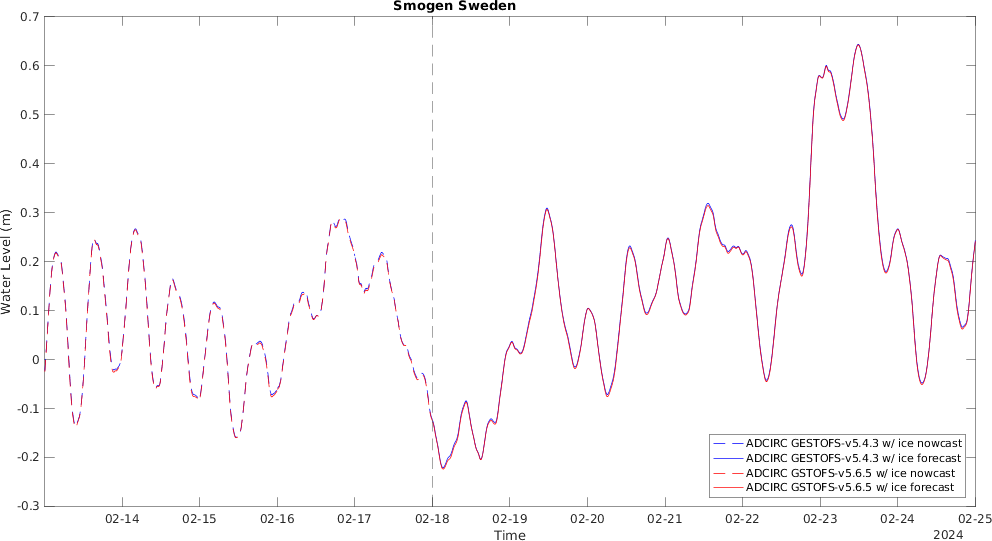 Smogen Sweden
0.7
0.6
0.5
0.4
0.3
0.2
0.1
0
-0.1
-0.2
-0.3
Water Level (m)
ADCIRC GESTOFS-v5.4.3 w/ ice nowcast
ADCIRC GESTOFS-v5.4.3 w/ ice forecast
ADCIRC GSTOFS-v5.6.5 w/ ice nowcast
ADCIRC GSTOFS-v5.6.5 w/ ice forecast
02-14 02-15 02-16 02-17 02-18 02-19 02-20 02-21 02-22 02-23 02-24 02-25
Time
2024